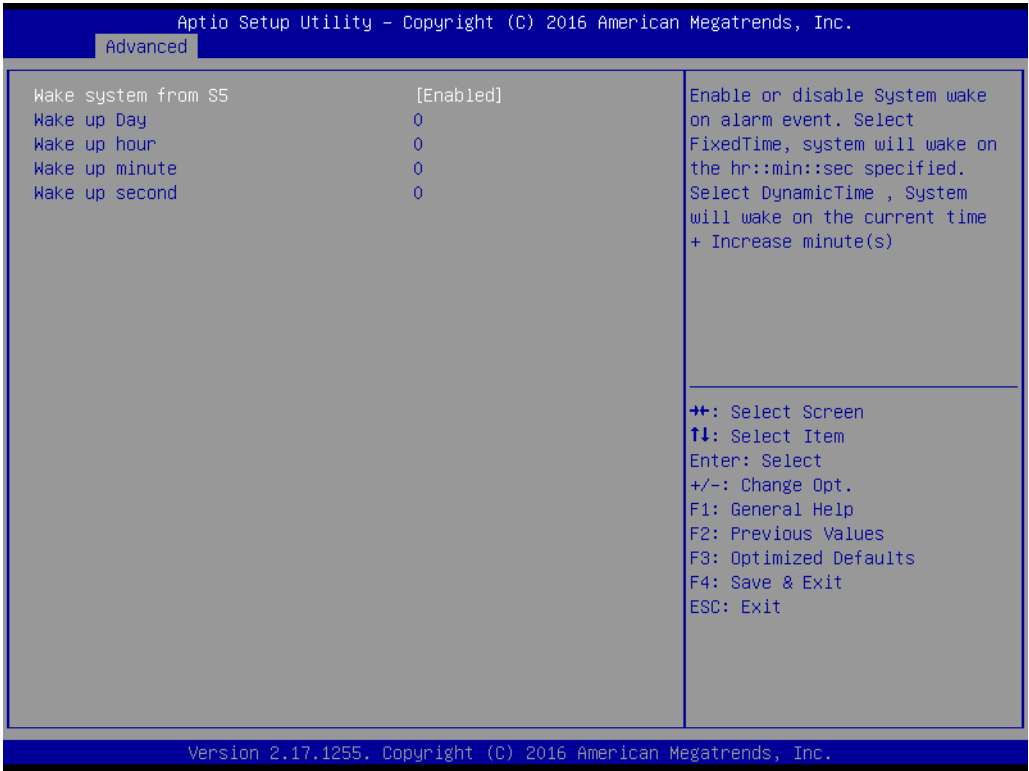 Aptio Setup Utility – Copyright (C) 2016 American Megatrends, Inc.
Advanced
Wake system from S5 [Enabled]
Wake up Day 0
Wake up hour 0
Wake up minute 0
Wake up second 0
Enable or disable System wake
on alarm event. Select
FixedTime, system will wake on
the hr::min::sec specified.
Select DynamicTime , System
will wake on the current time
+ Increase minute(s)
→←: Select Screen
↑↓: Select Item
Enter: Select
+/-: Change Opt.
F1: General Help
F2: Previous Values
F3: Optimized Defaults
F4: Save & Exit
ESC: Exit
Version 2.17.1255. Copyright (C) 2016 American Megatrends, Inc.